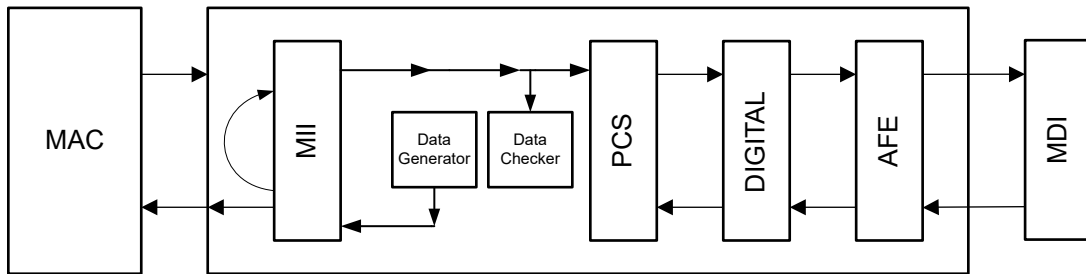 MAC
MII
Data
Generator
Data
Checker
PCS
DIGITAL
AFE
MDI